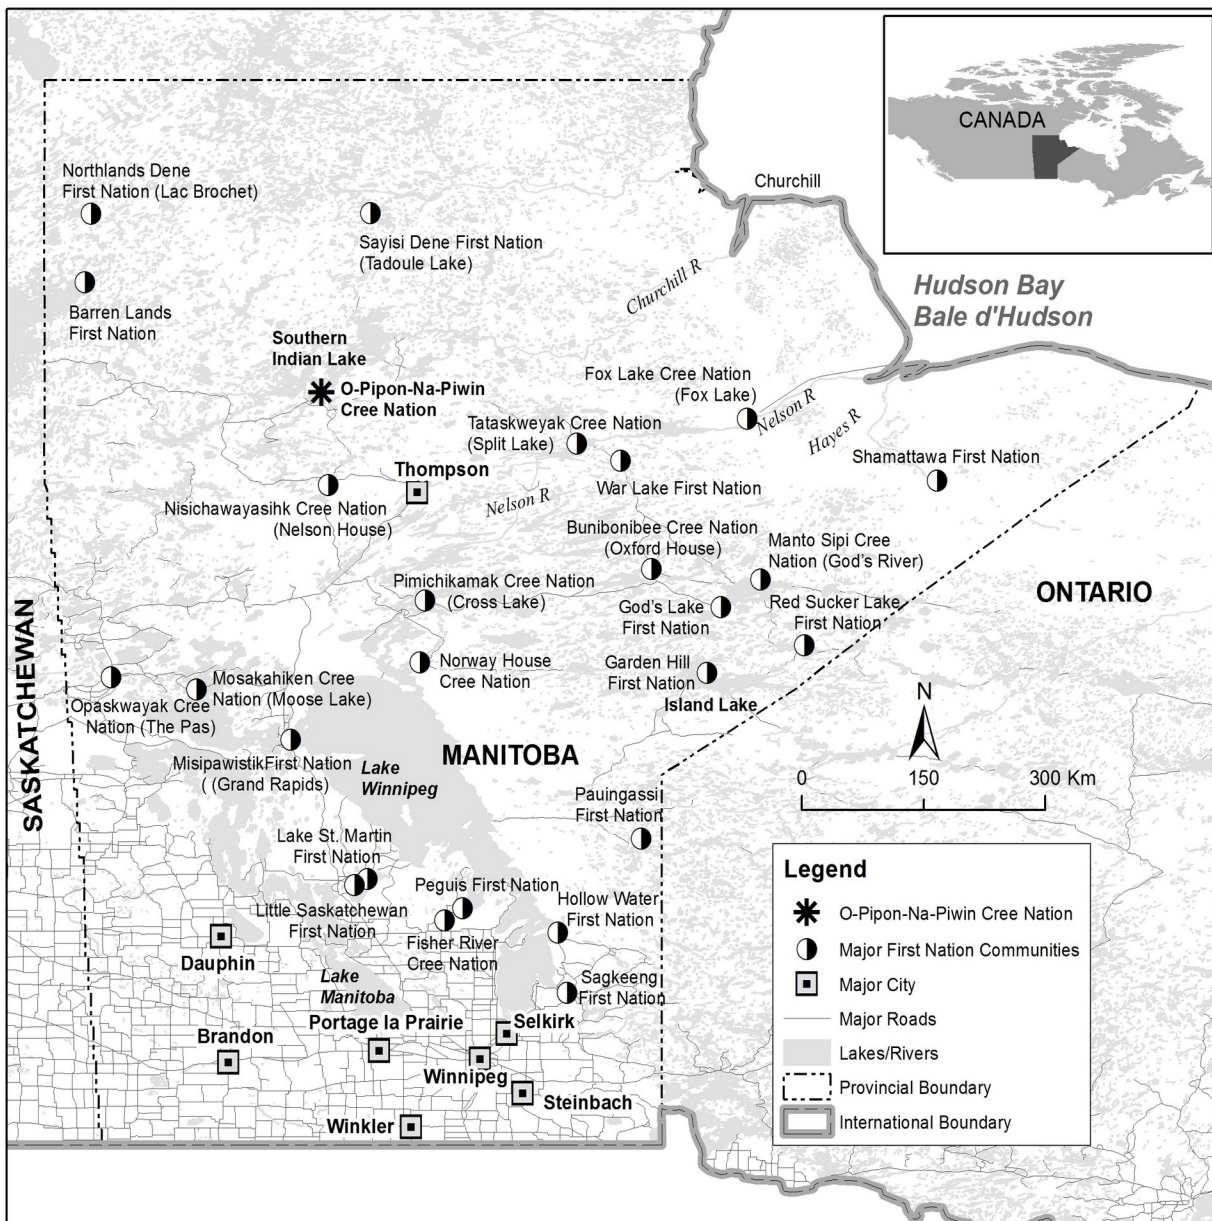 CANADA
Northlands Dene
First Nation (Lac Brochet)
Churchill
Sayisi Dene First Nation
(Tadoule Lake)
Churchill R
Hudson Bay
Bale d'Hudson
Barren Lands
First Nation
Southern
Indian Lake
O-Pipon-Na-Piwin
Cree Nation
Fox Lake Cree Nation
(Fox Lake)
Nelson R
Hayes R
Tataskweyak Cree Nation
(Split Lake)
Shamattawa First Nation
Thompson
War Lake First Nation
Nelson R
Nisichawayasihk Cree Nation
(Nelson House)
Bunibonibee Cree Nation
(Oxford House)
Manto Sipi Cree
Nation (God's River)
Pimichikamak Cree Nation
(Cross Lake)
God's Lake
First Nation
Red Sucker Lake
First Nation
ONTARIO
SASKATCHEWAN
Norway House
Cree Nation
Garden Hill
First Nation
Island Lake
Mosakahiken Cree
Nation (Moose Lake)
Opaskwayak Cree
Nation (The Pas)
N
MANITOBA
MisipawistikFirst Nation
( (Grand Rapids)
Lake
Winnipeg
0 150 300 Km
Pauingassi
First Nation
Lake St. Martin
First Nation
Peguis First Nation
Hollow Water
First Nation
Little Saskatchewan
First Nation
Fisher River
Cree Nation
Dauphin
Lake
Manitoba
Sagkeeng
First Nation
Portage la Prairie
Selkirk
Brandon
Winnipeg
Steinbach
Winkler
Legend
O-Pipon-Na-Piwin Cree Nation
Major First Nation Communities
Major City
Major Roads
Lakes/Rivers
Provincial Boundary
International Boundary